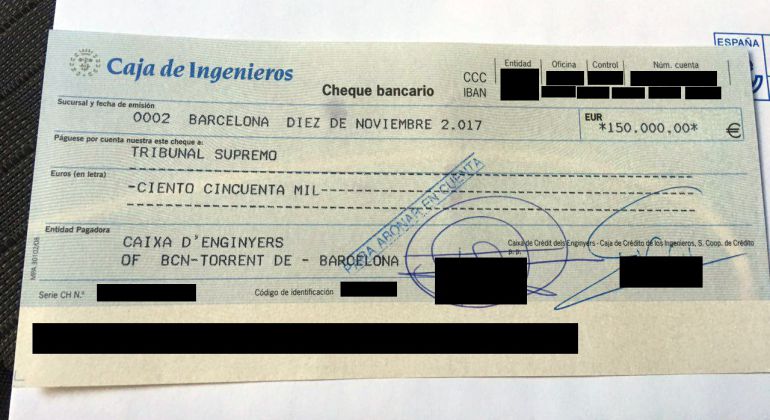 ESPAÑA
Caja de Ingenieros
Cheque bancario
CCC
IBAN
Entidad Oficina Control Núm. cuenta
Sucursal y fecha de emisión
0002 BARCELONA DIEZ DE NOVIEMBRE 2.017
EUR
*150.000,00* €
Páguese por cuenta nuestra este cheque a:
TRIBUNAL SUPREMO
Euros (en letra)
-CIENTO CINCUENTA MIL
PARA ABONAR EN CUENTA
Entidad Pagadora
CAIXA D'ENGINYERS
OF BCN-TORRENT DE - BARCELONA
Caixa de Crèdit dels Enginyers - Caja de Crédito de los Ingenieros, S. Coop. de Crédito
p. p.
Serie CH N.º
Código de identificación